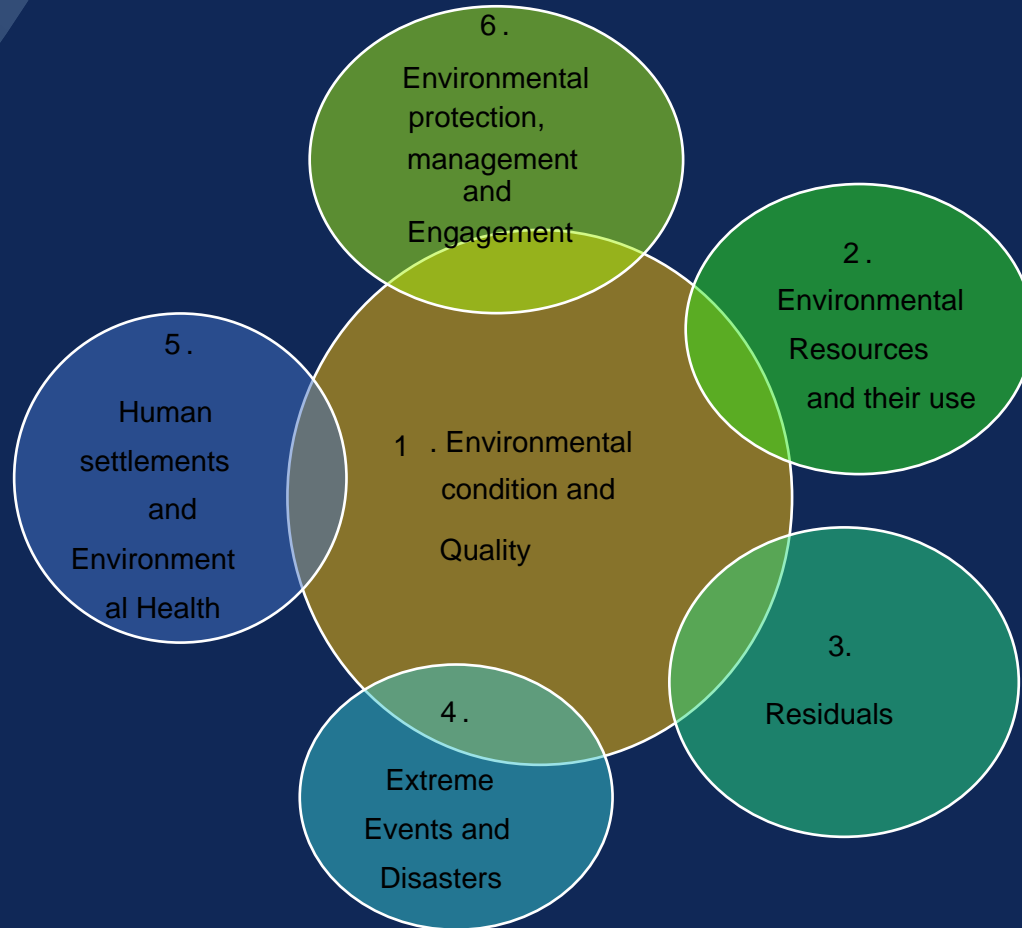 6.
Environmental
protection,
management
and
Engagement
2.
Environmental
Resources
and their use
5.
Human
settlements
and
Environment
al Health
1 . Environmental
condition and
Quality
3.
Residuals
4.
Extreme
Events and
Disasters